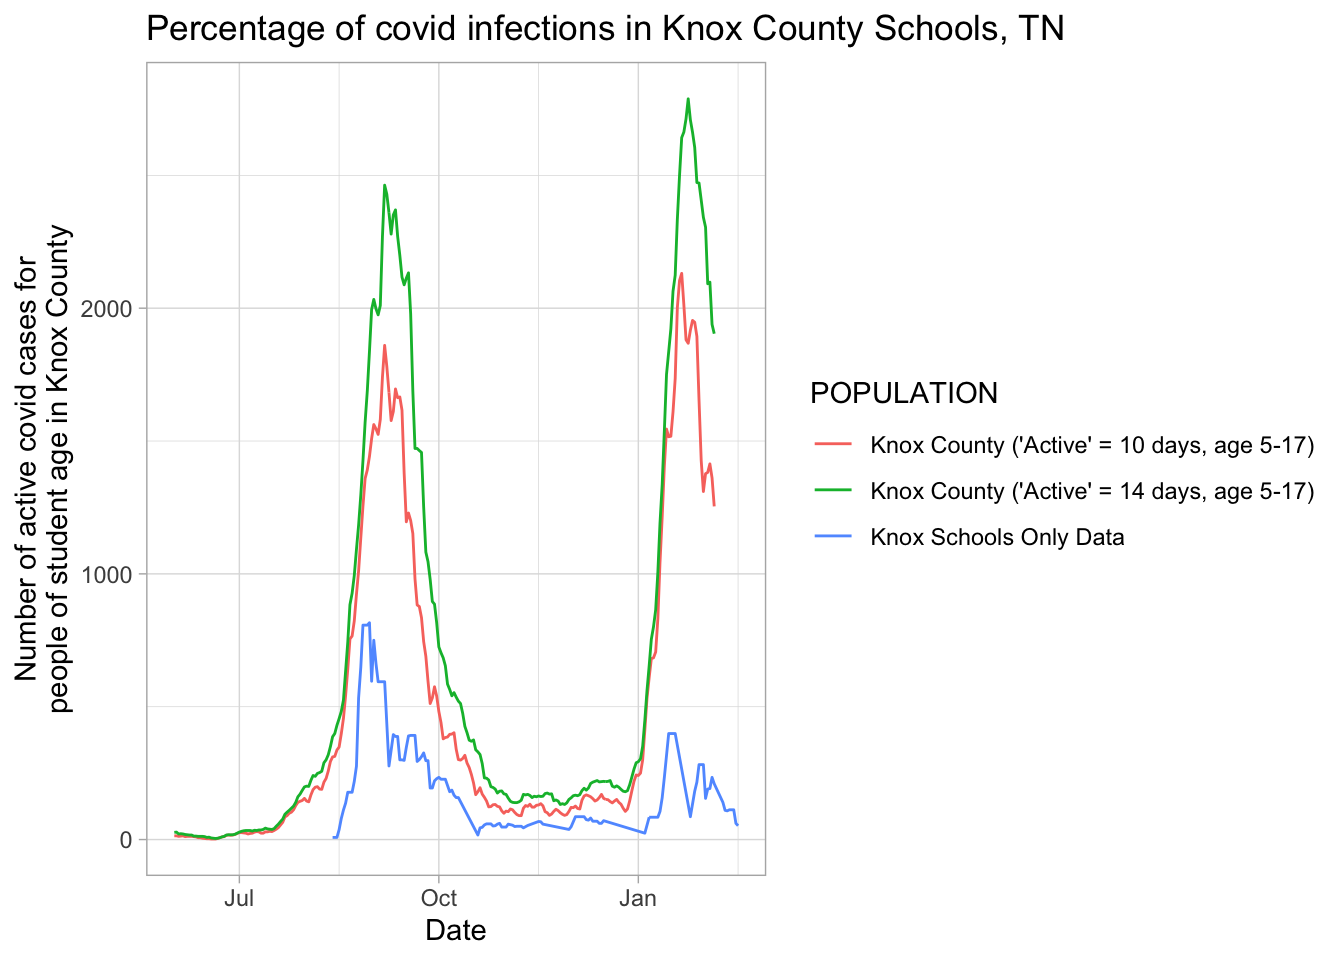 Percentage of covid infections in Knox County Schools, TN
Number of active covid cases for
people of student age in Knox County
2000
1000
0
Jul
Oct
Jan
Date
POPULATION
Knox County ('Active' = 10 days, age 5-17)
Knox County ('Active' = 14 days, age 5-17)
Knox Schools Only Data